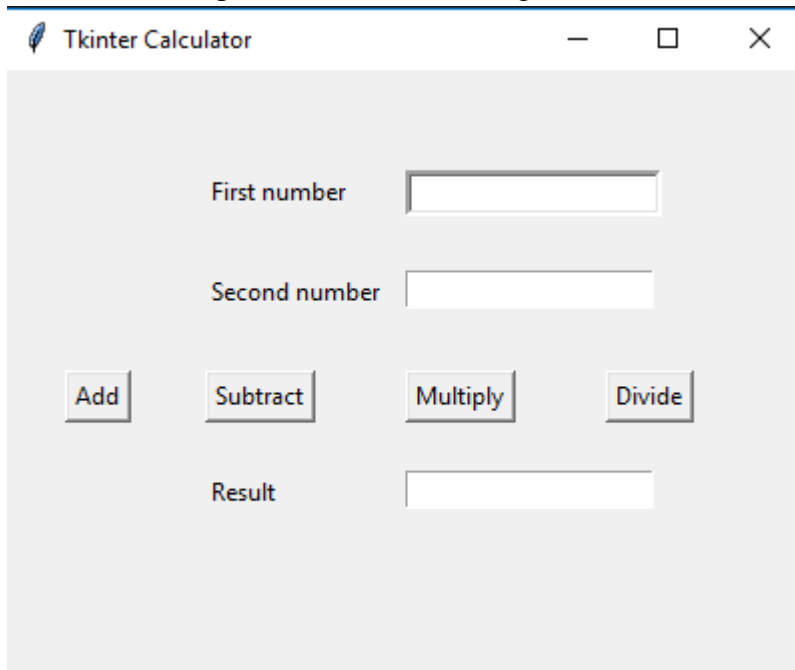 Tkinter Calculator
First number
Second number
Add Subtract Multiply Divide
Result